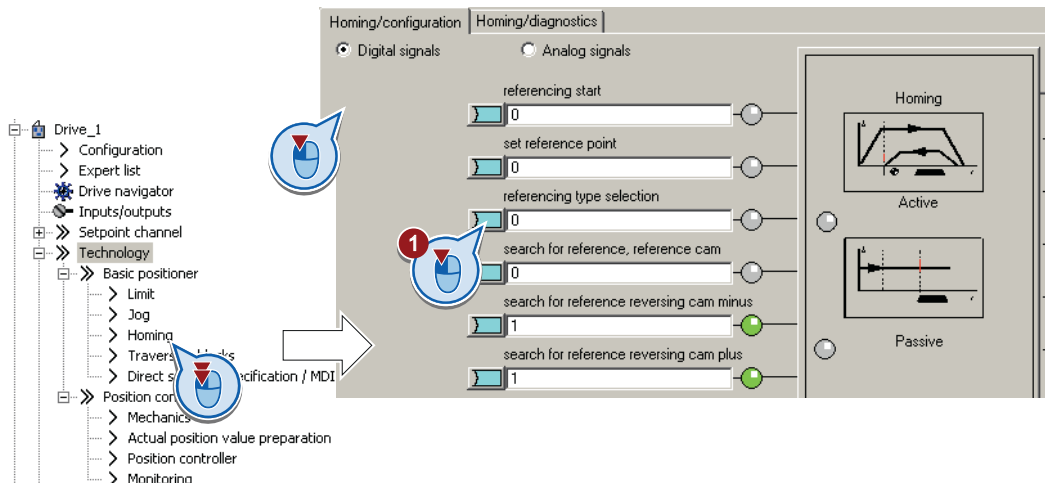 Homing/configuration Homing/diagnostics
Digital signals Analog signals
referencing start
0
set reference point
0
referencing type selection
0
search for reference, reference cam
0
search for reference reversing cam minus
1
search for reference reversing cam plus
1
Homing
Active
Passive
1
Drive_1
Configuration
Expert list
Drive navigator
Inputs/outputs
Setpoint channel
Technology
Basic positioner
Limit
Jog
Homing
Direct / MDI
Position
Mechanics
Actual position value preparation
Position controller
Monitoring